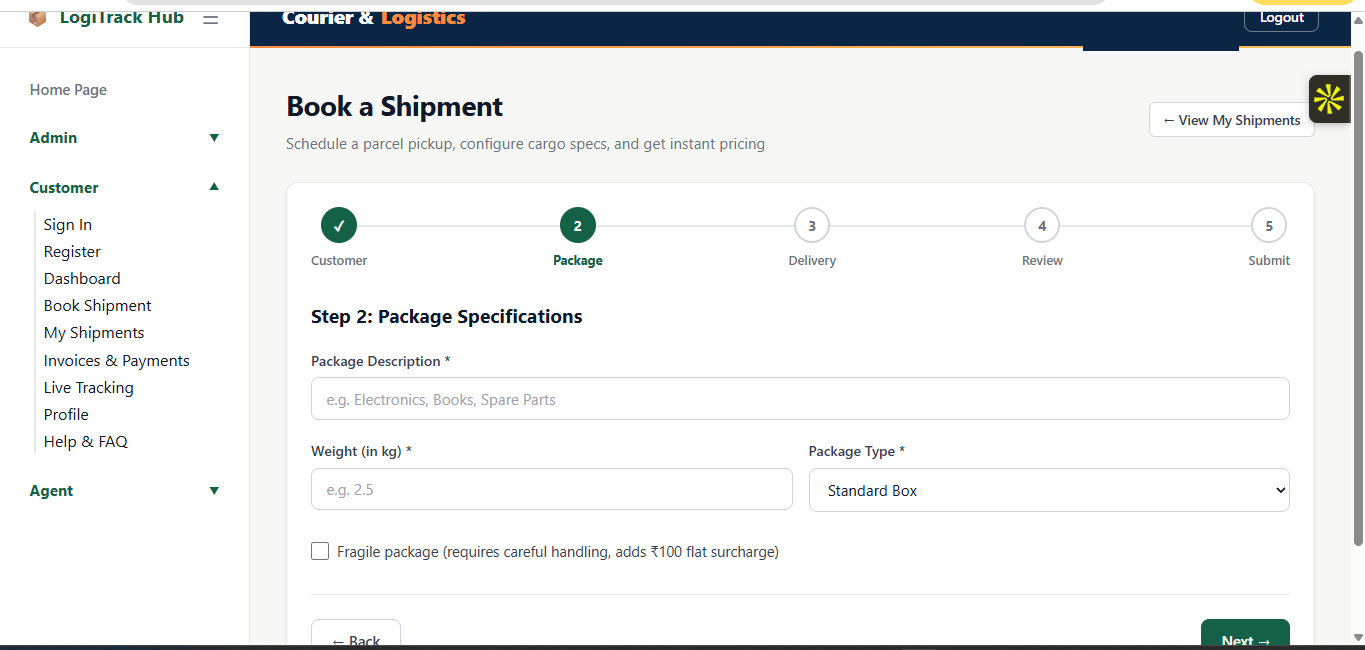 LogiTrack Hub
Courier & Logistics
Logout
Home Page
Admin ▼
Customer ▲
Sign In
Register
Dashboard
Book Shipment
My Shipments
Invoices & Payments
Live Tracking
Profile
Help & FAQ
Agent ▼
Book a Shipment
Schedule a parcel pickup, configure cargo specs, and get instant pricing
← View My Shipments
✓ 2 3 4 5
Customer Package Delivery Review Submit
Step 2: Package Specifications
Package Description *
e.g. Electronics, Books, Spare Parts
Weight (in kg) * Package Type *
e.g. 2.5 Standard Box
Fragile package (requires careful handling, adds ₹100 flat surcharge)
← Back Next →